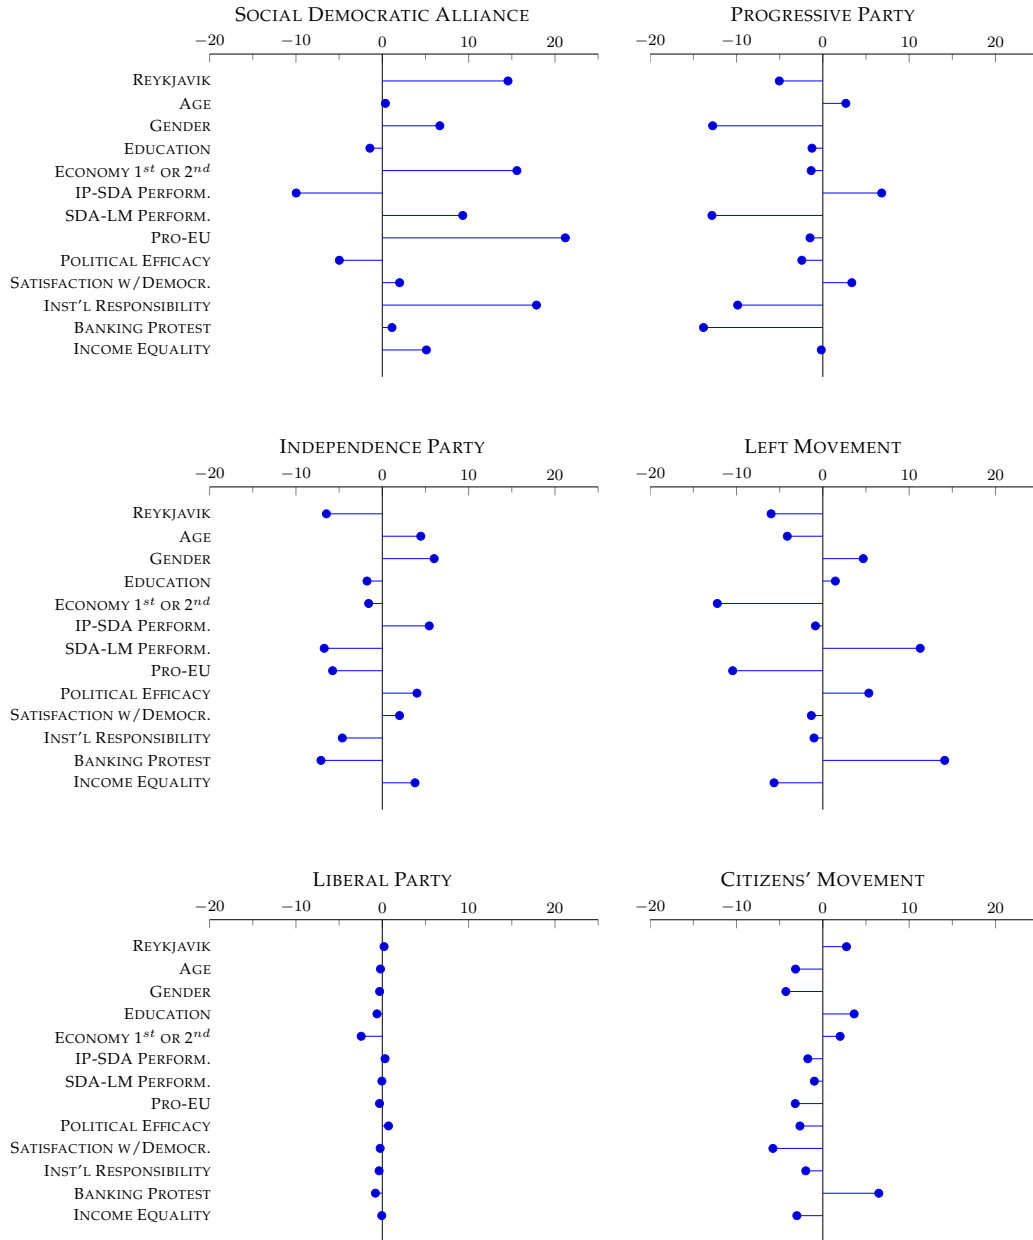 SOCIAL DEMOCRATIC ALLIANCE
PROGRESSIVE PARTY
−20 −10 0 10 20
−20 −10 0 10 20
REYKJAVIK
AGE
GENDER
EDUCATION
ECONOMY 1st OR 2nd
IP-SDA PERFORM.
SDA-LM PERFORM.
PRO-EU
POLITICAL EFFICACY
SATISFACTION W/DEMOCR.
INST'L RESPONSIBILITY
BANKING PROTEST
INCOME EQUALITY
INDEPENDENCE PARTY
LEFT MOVEMENT
−20 −10 0 10 20
−20 −10 0 10 20
REYKJAVIK
AGE
GENDER
EDUCATION
ECONOMY 1st OR 2nd
IP-SDA PERFORM.
SDA-LM PERFORM.
PRO-EU
POLITICAL EFFICACY
SATISFACTION W/DEMOCR.
INST'L RESPONSIBILITY
BANKING PROTEST
INCOME EQUALITY
LIBERAL PARTY
CITIZENS' MOVEMENT
−20 −10 0 10 20
−20 −10 0 10 20
REYKJAVIK
AGE
GENDER
EDUCATION
ECONOMY 1st OR 2nd
IP-SDA PERFORM.
SDA-LM PERFORM.
PRO-EU
POLITICAL EFFICACY
SATISFACTION W/DEMOCR.
INST'L RESPONSIBILITY
BANKING PROTEST
INCOME EQUALITY